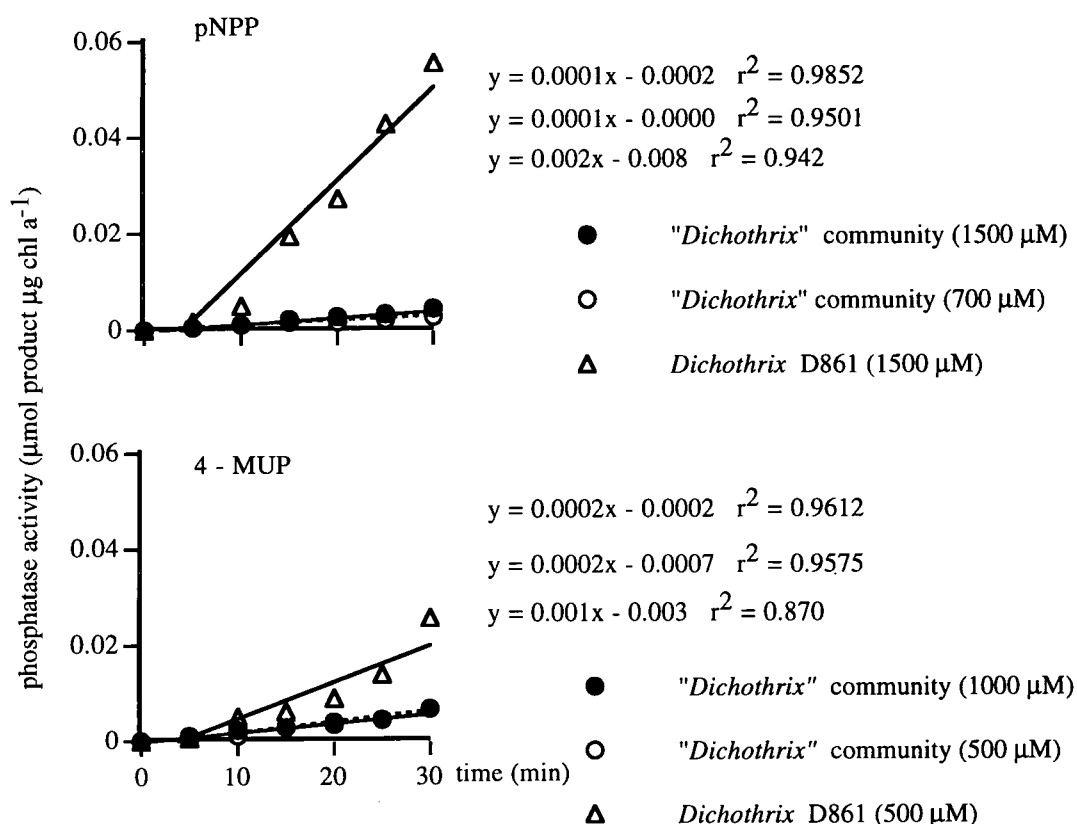 pNPP
0.06
0.04
0.02
0
y = 0.0001x - 0.0002 r² = 0.9852
y = 0.0001x - 0.0000 r² = 0.9501
y = 0.002x - 0.008 r² = 0.942
"Dichothrix" community (1500 µM)
"Dichothrix" community (700 µM)
Dichothrix D861 (1500 µM)
phosphatase activity (µmol product µg chl a⁻¹)
4 - MUP
0.06
0.04
0.02
0
0 10 20 30 time (min)
y = 0.0002x - 0.0002 r² = 0.9612
y = 0.0002x - 0.0007 r² = 0.9575
y = 0.001x - 0.003 r² = 0.870
"Dichothrix" community (1000 µM)
"Dichothrix" community (500 µM)
Dichothrix D861 (500 µM)